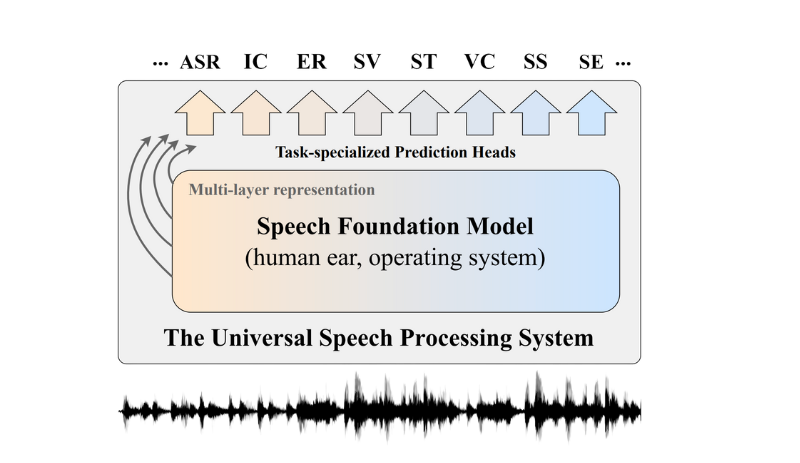 ... ASR IC ER SV ST VC SS SE ...
Task-specialized Prediction Heads
Multi-layer representation
Speech Foundation Model
(human ear, operating system)
The Universal Speech Processing System